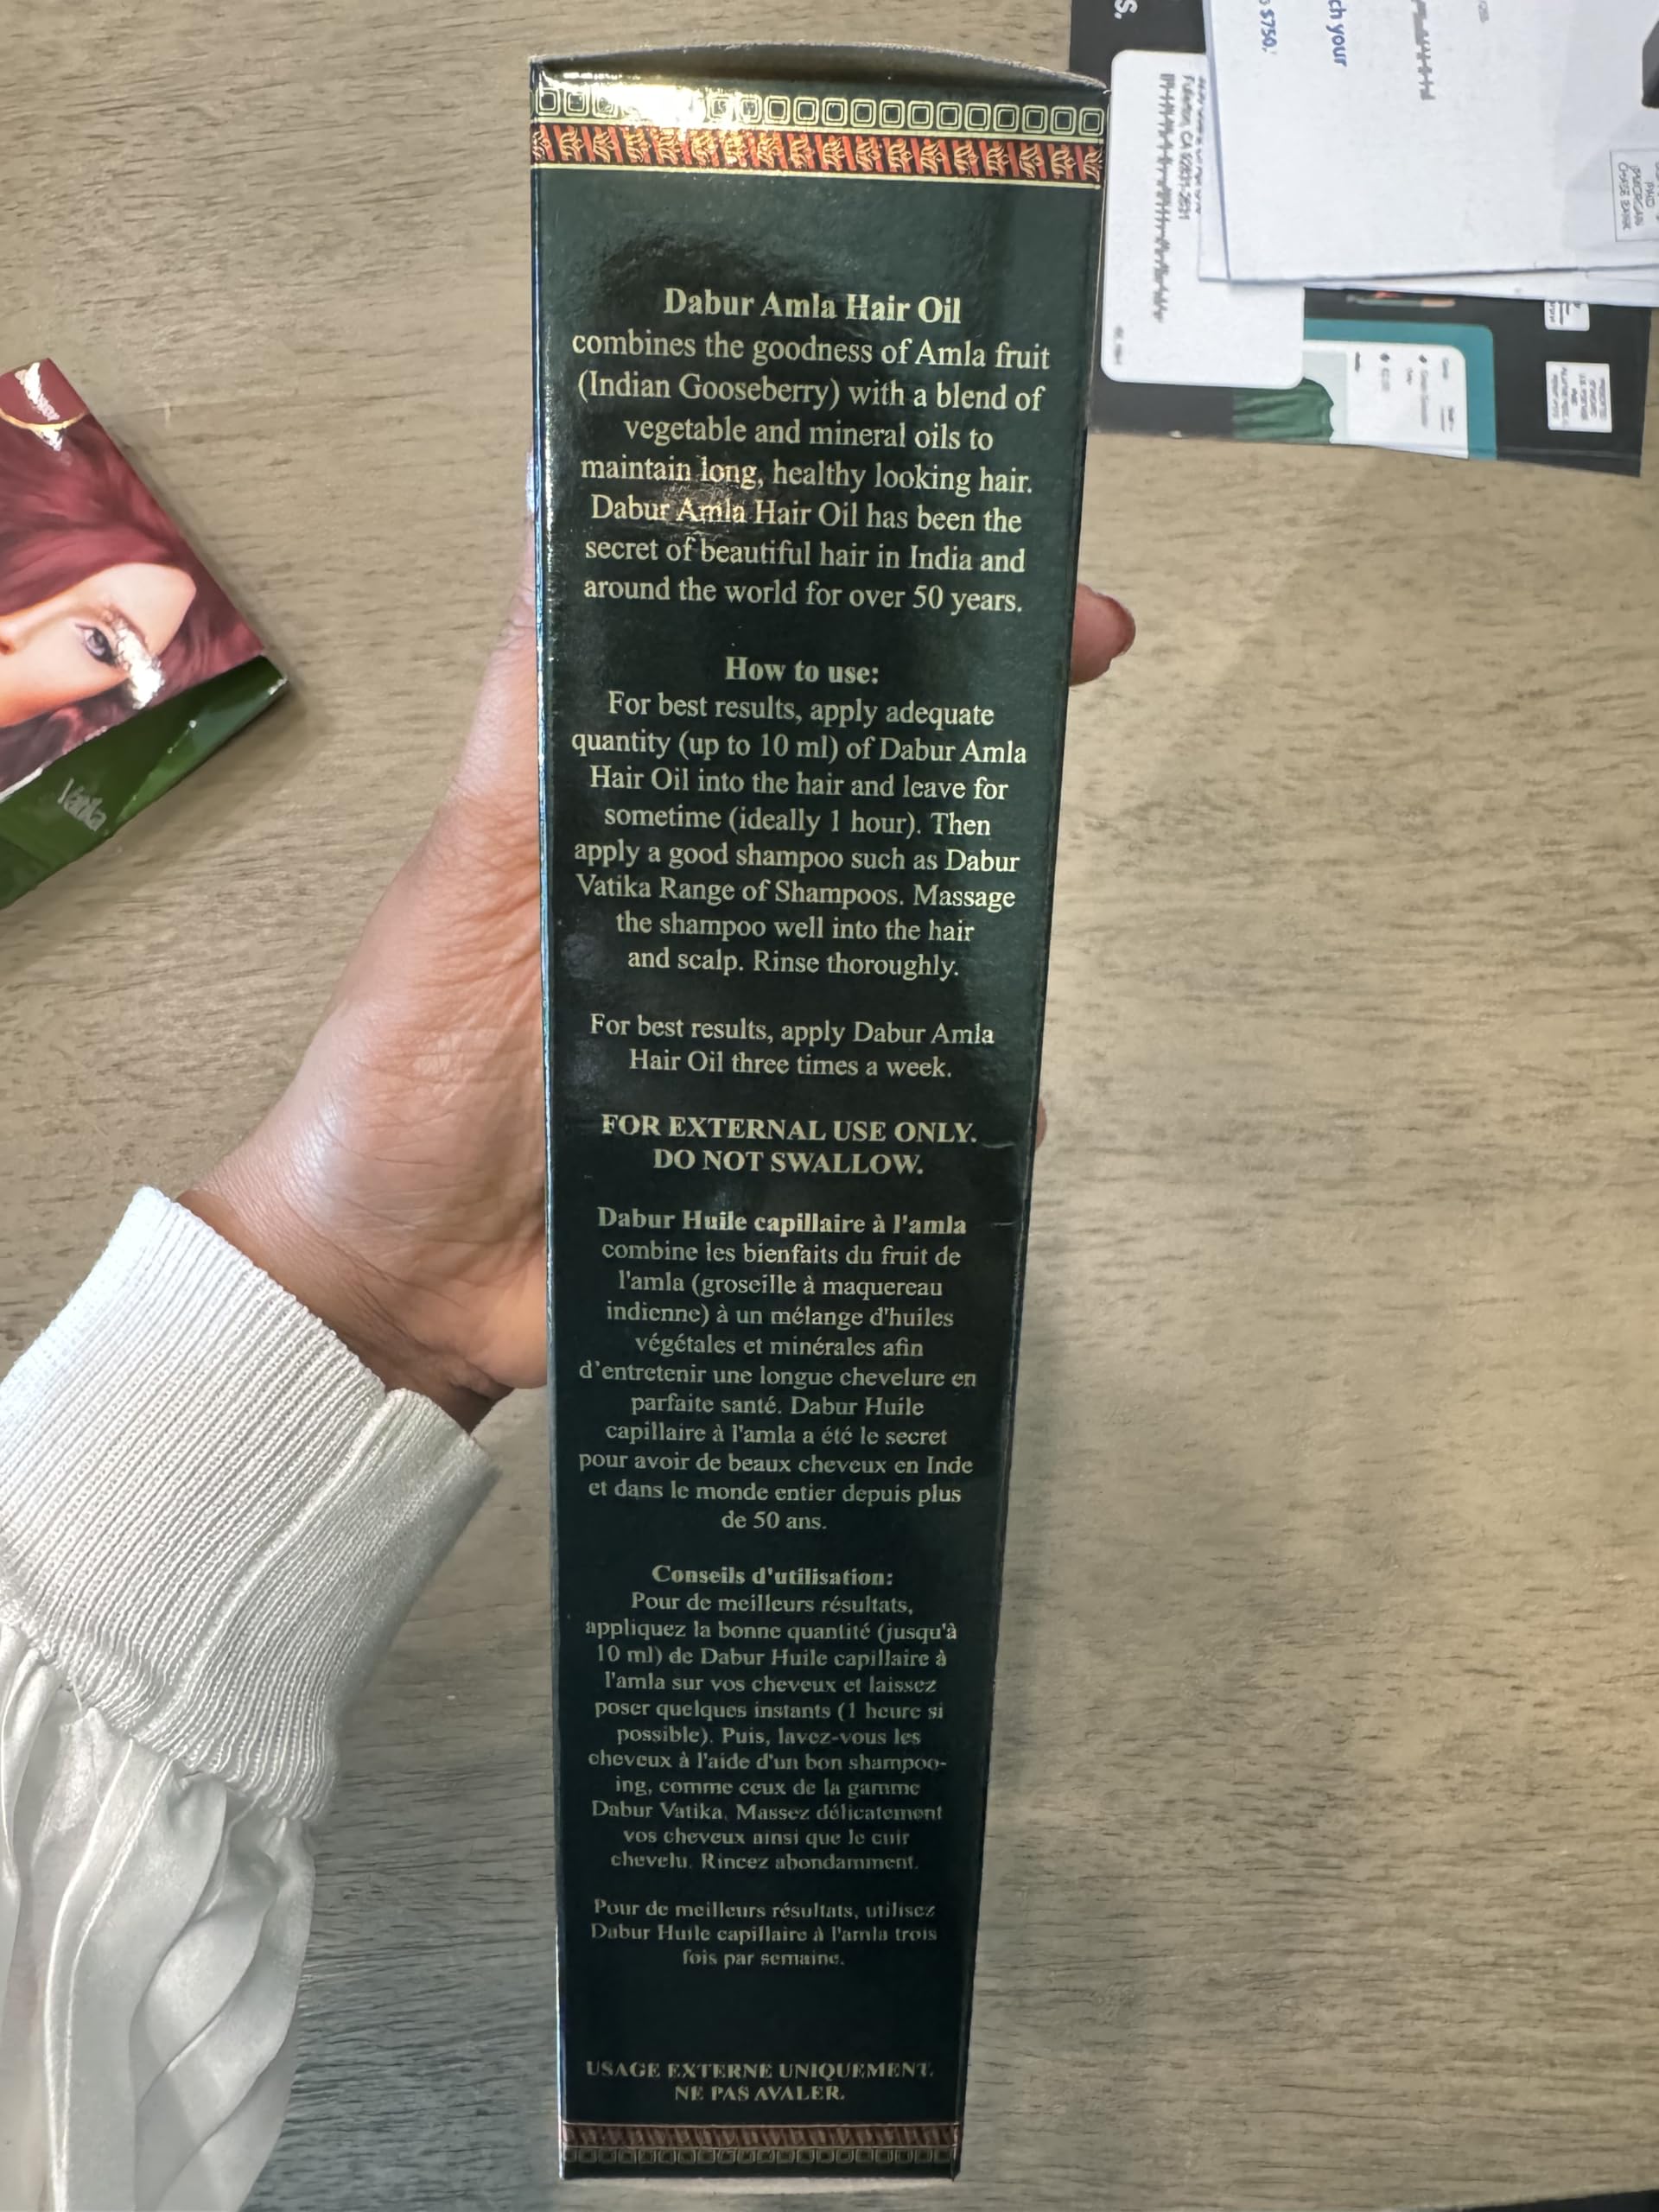 Dabur Amla Hair Oil
combines the goodness of Amla fruit
(Indian Gooseberry) with a blend of
vegetable and mineral oils to
maintain long, healthy looking hair.
Dabur Amla Hair Oil has been the
secret of beautiful hair in India and
around the world for over 50 years.
How to use:
For best results, apply adequate
quantity (up to 10 ml) of Dabur Amla
Hair Oil into the hair and leave for
sometime (ideally 1 hour). Then
apply a good shampoo such as Dabur
Vatika Range of Shampoos. Massage
the shampoo well into the hair
and scalp. Rinse thoroughly.
For best results, apply Dabur Amla
Hair Oil three times a week.
FOR EXTERNAL USE ONLY.
DO NOT SWALLOW.
Dabur Huile capillaire à l'amla
combine les bienfaits du fruit de
l'amla (groseille à maquereau
indienne) à un mélange d'huiles
végétales et minérales afin
d'entretenir une longue chevelure en
parfaite santé. Dabur Huile
capillaire à l'amla a été le secret
pour avoir de beaux cheveux en Inde
et dans le monde entier depuis plus
de 50 ans.
Conseils d'utilisation:
Pour de meilleurs résultats,
appliquez la bonne quantité (jusqu'à
10 ml) de Dabur Huile capillaire à
l'amla sur vos cheveux et laissez
poser quelques instants (1 heure si
possible). Puis, lavez-vous les
cheveux à l'aide d'un bon shampoo-
ing, comme ceux de la gamme
Dabur Vatika. Massez délicatement
vos cheveux ainsi que le cuir
chevelu. Rincez abondamment.
Pour de meilleurs résultats, utilisez
Dabur Huile capillaire à l'amla trois
fois par semaine.
USAGE EXTERNE UNIQUEMENT.
NE PAS AVALER.
Vatika
ch your
$750.
Fullerton, CA 92831-2631
PAID
CHASE BANK